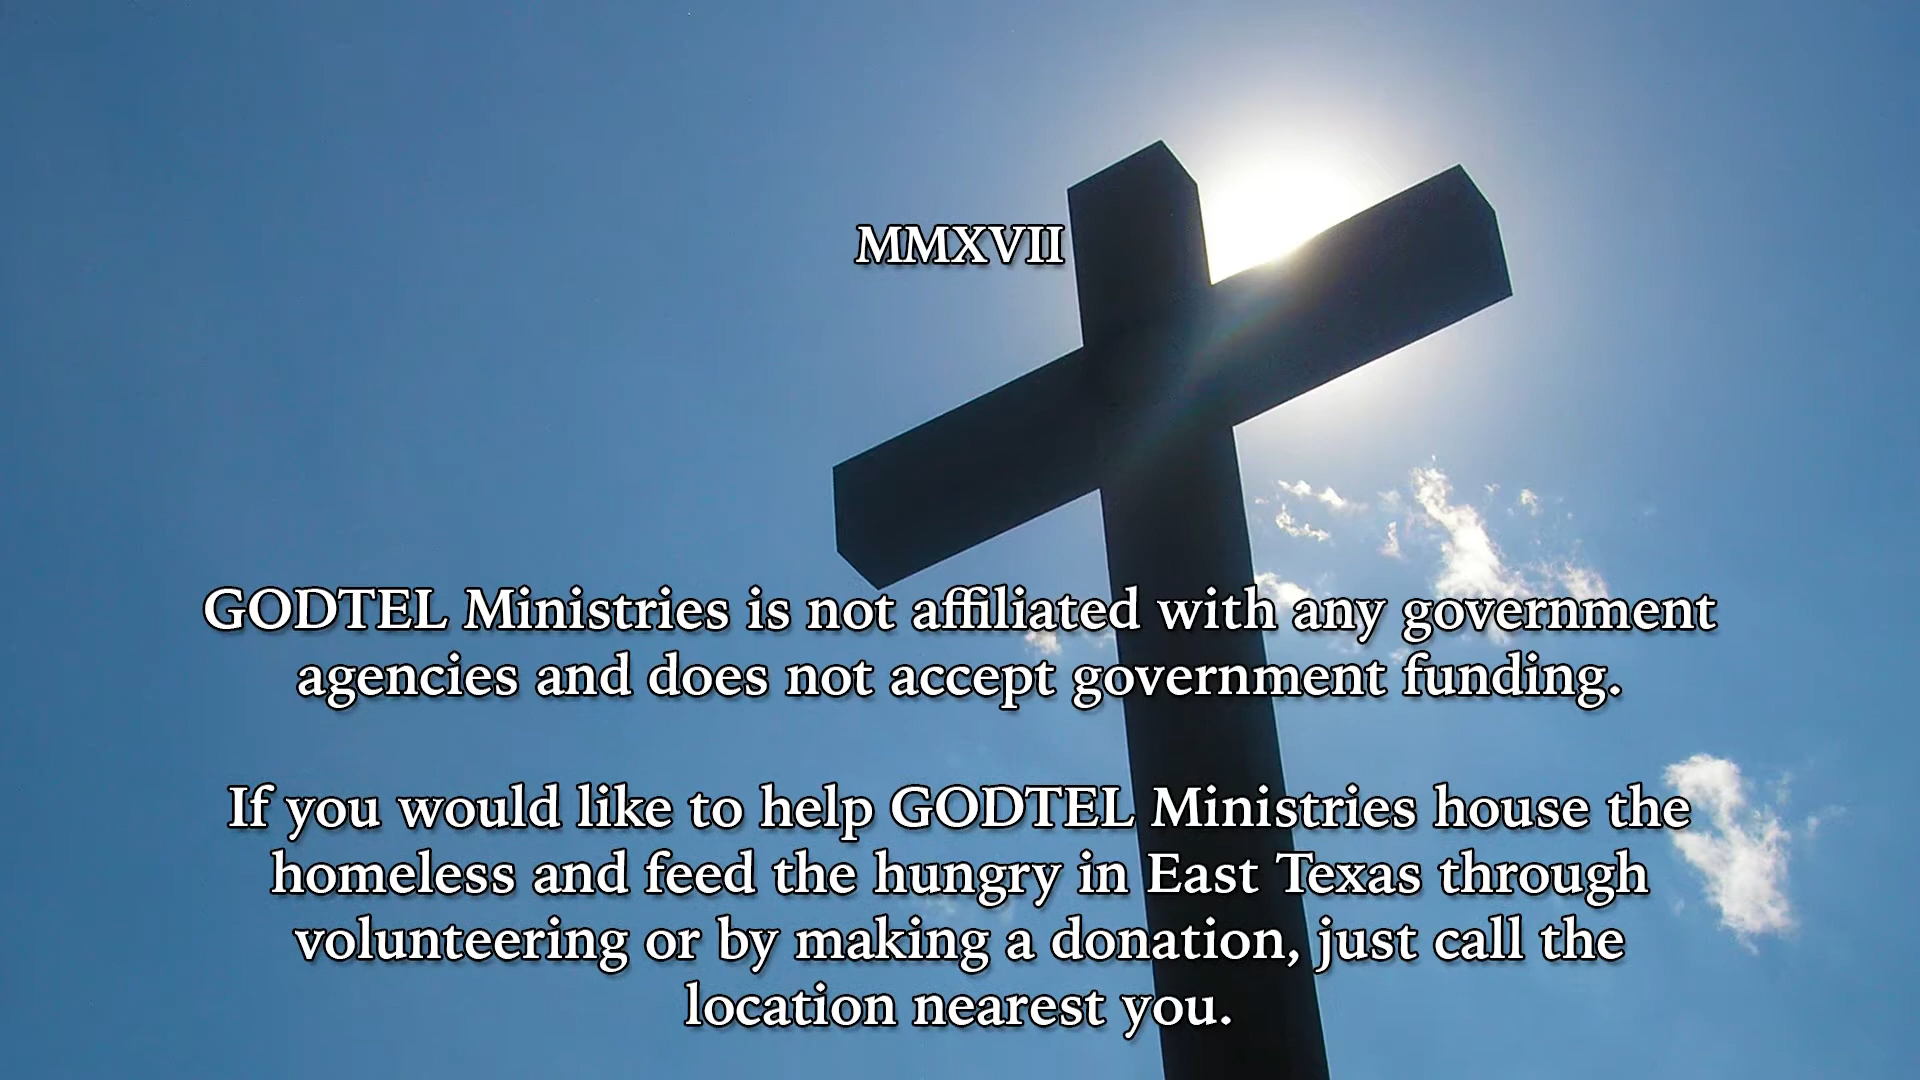 MMXVII
GODTEL Ministries is not affiliated with any government
agencies and does not accept government funding.
If you would like to help GODTEL Ministries house the
homeless and feed the hungry in East Texas through
volunteering or by making a donation, just call the
location nearest you.